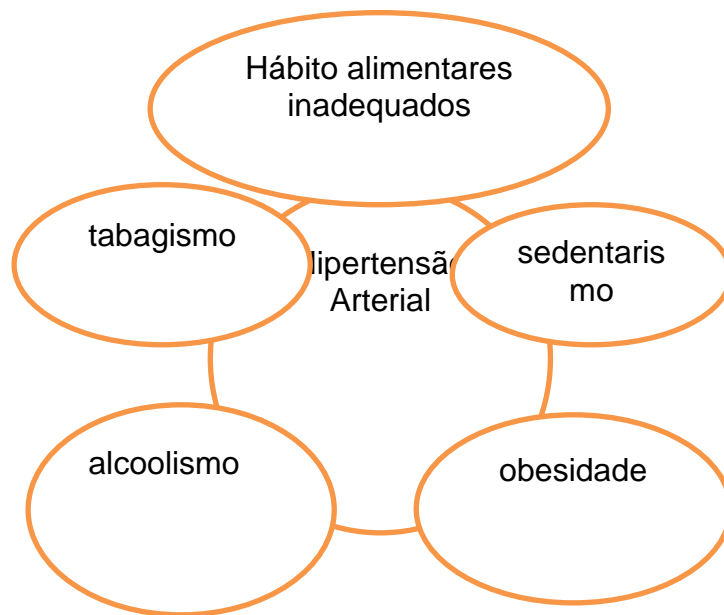 Hábito alimentares
inadequados
tabagismo
sedentaris
mo
Arterial
alcoolismo
obesidade